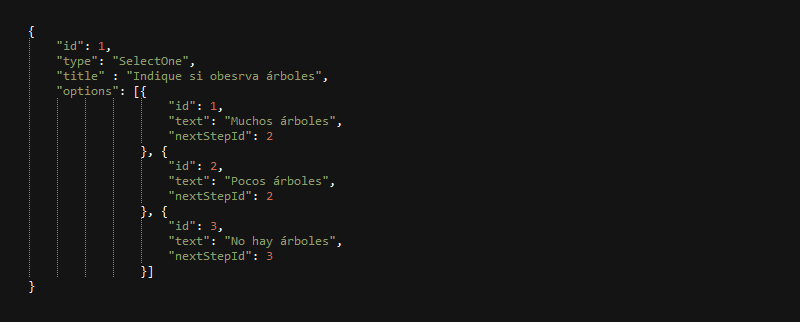 {
"id": 1,
"type": "SelectOne",
"title" : "Indique si obesrva árboles",
"options": [{
"id": 1,
"text": "Muchos árboles",
"nextStepId": 2
}, {
"id": 2,
"text": "Pocos árboles",
"nextStepId": 2
}, {
"id": 3,
"text": "No hay árboles",
"nextStepId": 3
}]
}